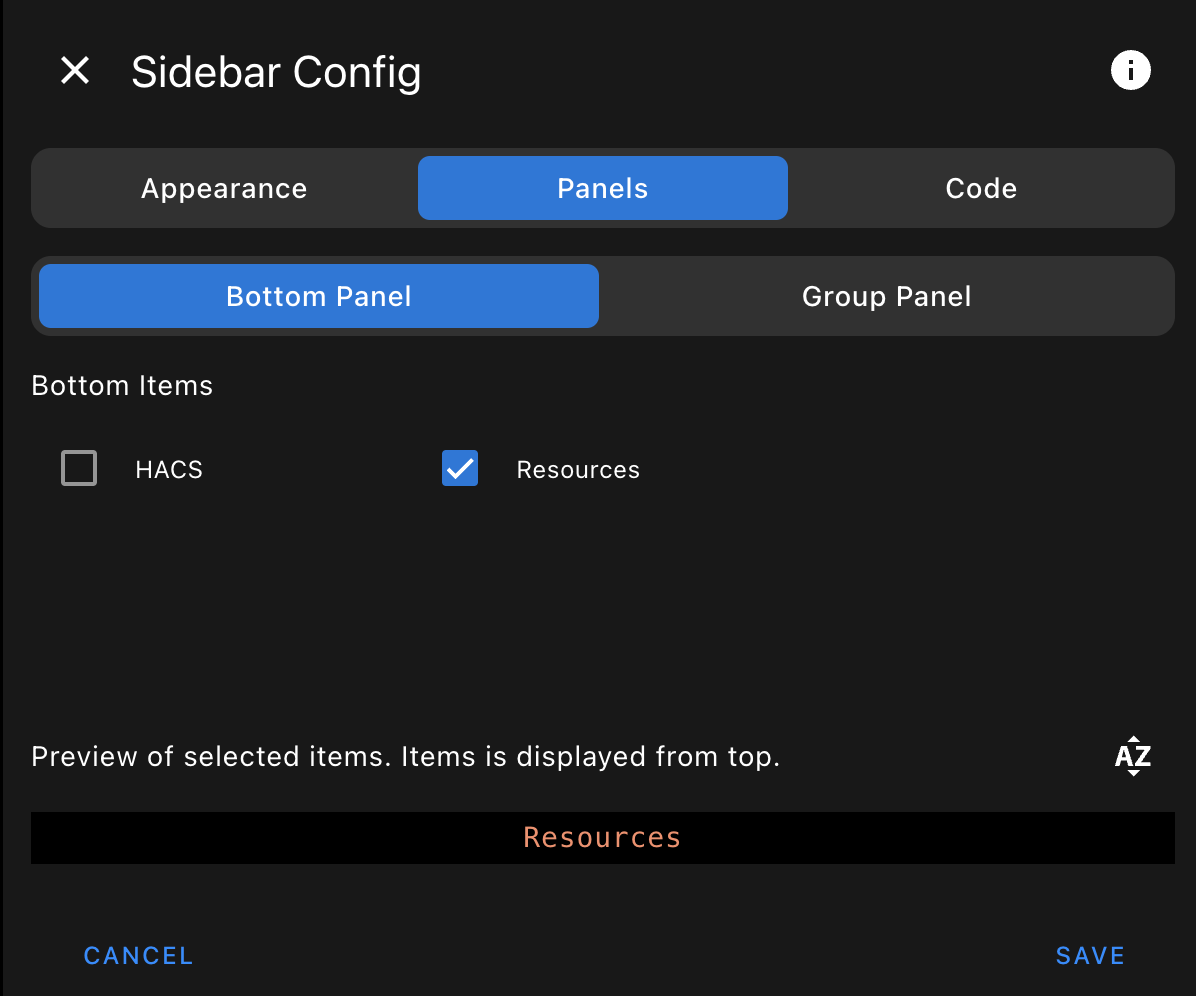 Sidebar Config
Appearance Panels Code
Bottom Panel Group Panel
Bottom Items
HACS Resources
Preview of selected items. Items is displayed from top.
AZ
Resources
CANCEL SAVE